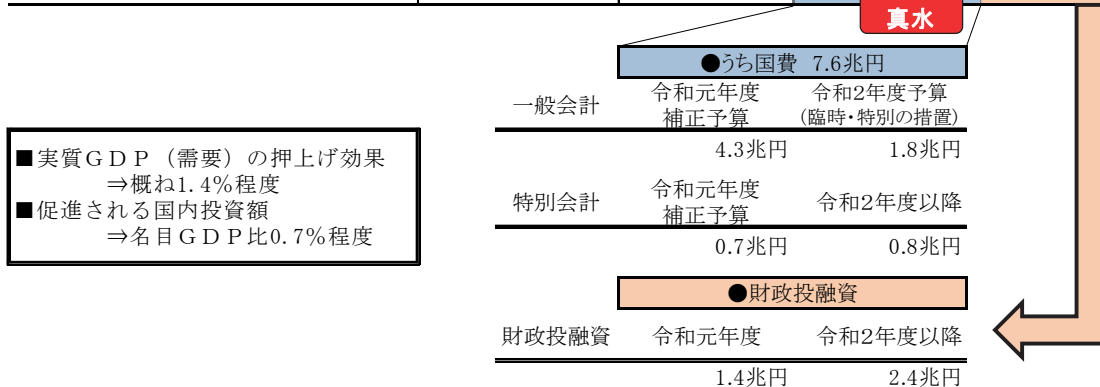 真水
●うち国費 7.6兆円
一般会計 令和元年度補正予算 令和2年度予算(臨時・特別の措置)
4.3兆円 1.8兆円
特別会計 令和元年度補正予算 令和2年度以降
0.7兆円 0.8兆円
●財政投融資
財政投融資 令和元年度 令和2年度以降
1.4兆円 2.4兆円
■実質GDP(需要)の押上げ効果
⇒概ね1.4%程度
■促進される国内投資額
⇒名目GDP比0.7%程度